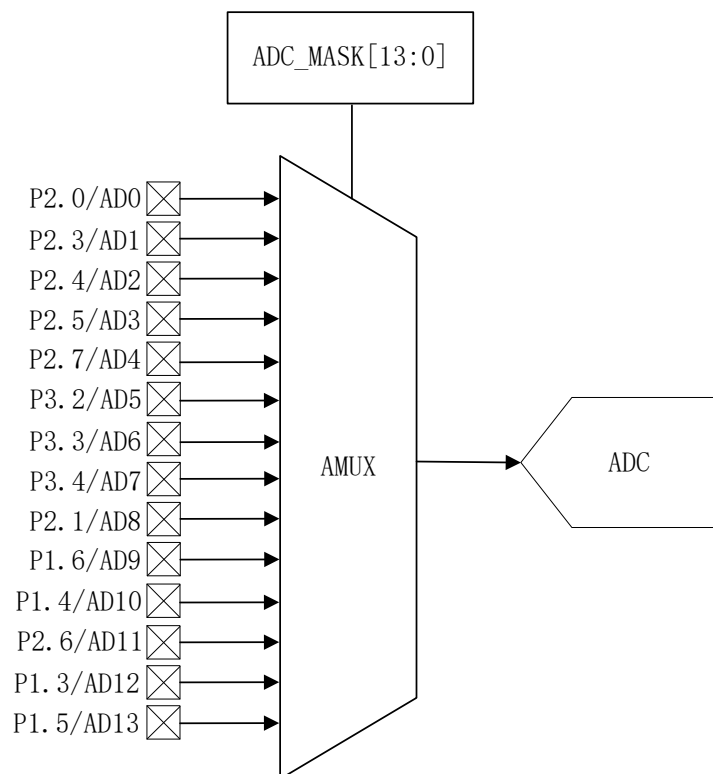 ADC_MASK[13:0]
P2.0/AD0
P2.3/AD1
P2.4/AD2
P2.5/AD3
P2.7/AD4
P3.2/AD5
P3.3/AD6
P3.4/AD7
P2.1/AD8
P1.6/AD9
P1.4/AD10
P2.6/AD11
P1.3/AD12
P1.5/AD13
AMUX
ADC